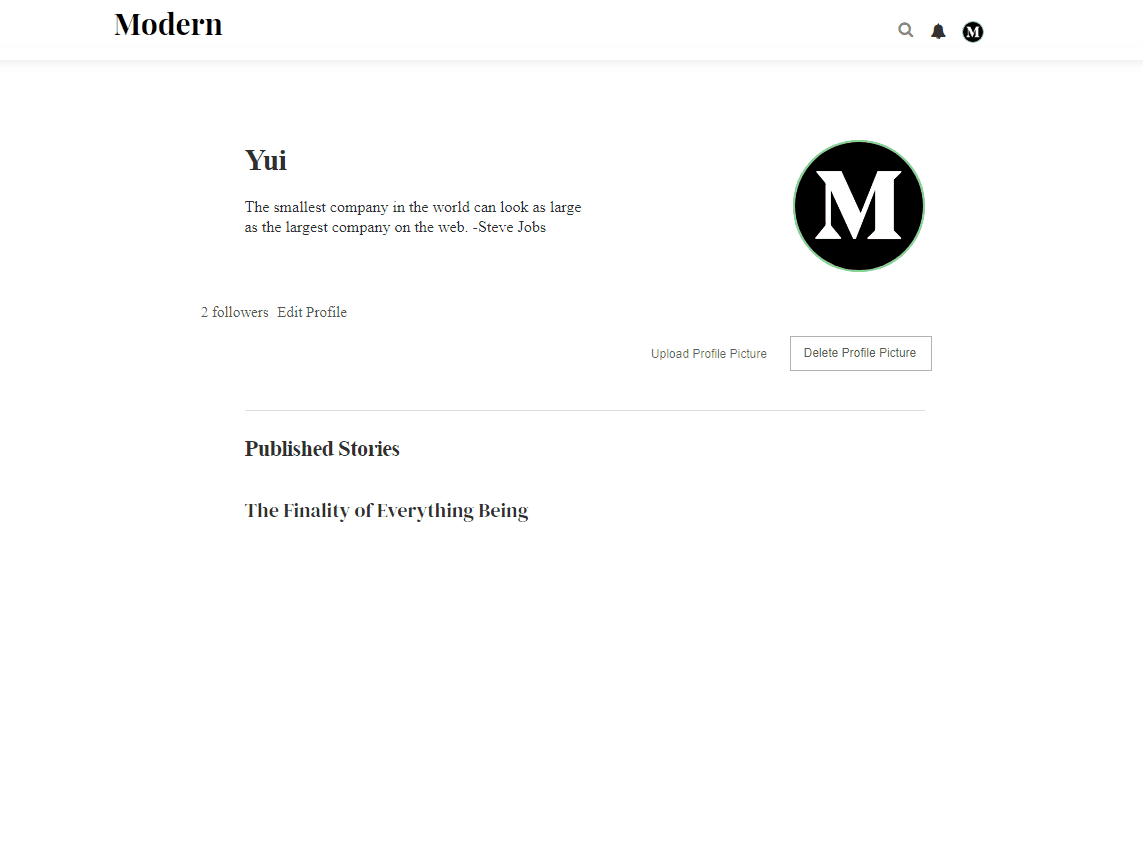 Modern
M
Yui
M
The smallest company in the world can look as large
as the largest company on the web. -Steve Jobs
2 followers Edit Profile
Upload Profile Picture Delete Profile Picture
Published Stories
The Finality of Everything Being